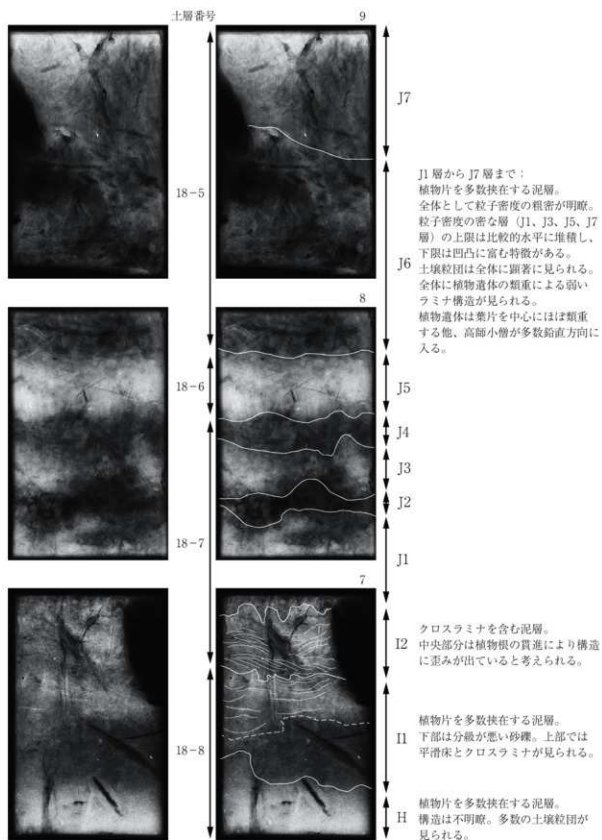 土層番号
9
J7
18-5
J1 層から J7 層まで：
植物片を多数挟在する泥層。
全体として粒子密度の粗密が明瞭。
粒子密度の密な層（J1、J3、J5、J7
層）の上限は比較的水平に堆積し、
下限は凹凸に富む特徴がある。
土壌粒団は全体に顕著に見られる。
全体に植物遺体の類重による弱い
ラミナ構造が見られる。
植物遺体は葉片を中心にほぼ類重
する他、高師小僧が多数鉛直方向に
入る。
J6
8
18-6
J5
J4
J3
J2
18-7
J1
7
I2
クロスラミナを含む泥層。
中央部分は植物根の貫進により構造
に歪みが出ていると考えられる。
18-8
I1
植物片を多数挟在する泥層。
下部は分級が悪い砂礫。上部では
平滑床とクロスラミナが見られる。
H
植物片を多数挟在する泥層。
構造は不明瞭。多数の土壌粒団が
見られる。